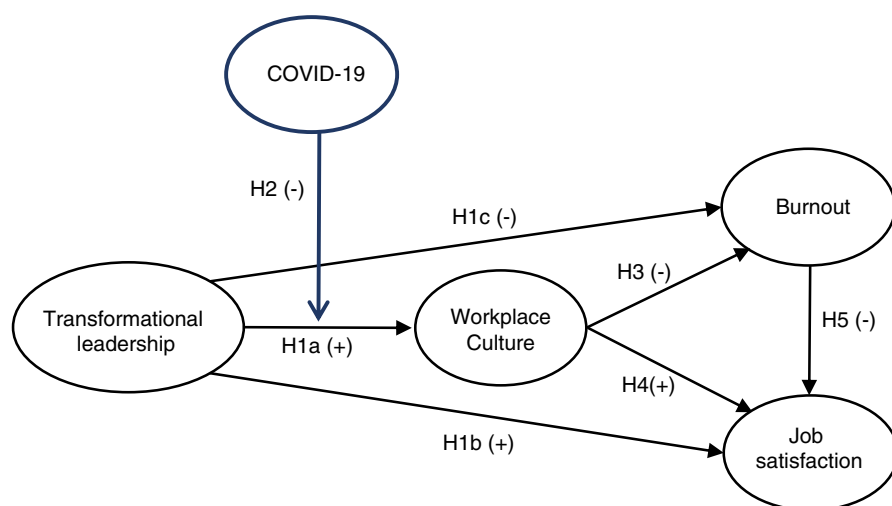 COVID-19
H2 (-)
Burnout
H1c (-)
H3 (-)
Transformational
leadership
Workplace
Culture
H1a (+)
H5 (-)
H4(+)
H1b (+)
Job
satisfaction